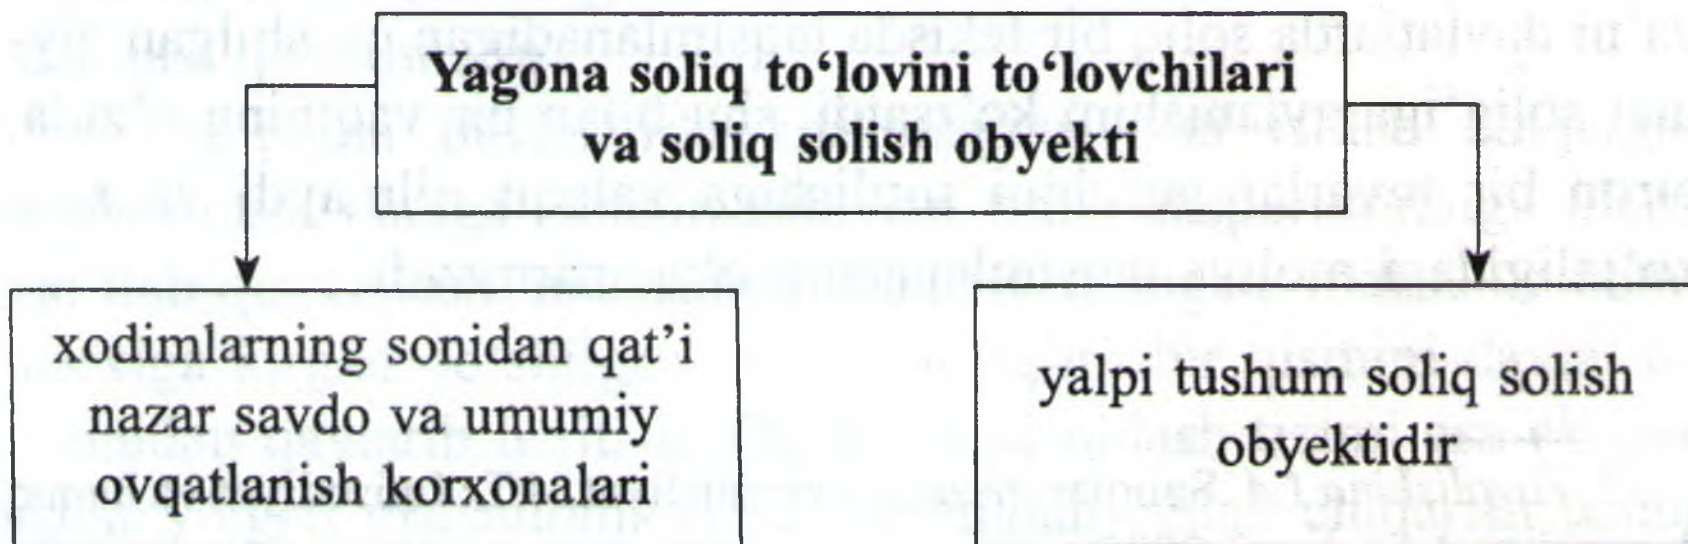 Yagona soliq to‘lovini to‘lovchilari
va soliq solish obyekti
xodimlarning sonidan qat’i
nazar savdo va umumiy
ovqatlanish korxonalari
yalpi tushum soliq solish
obyektidir